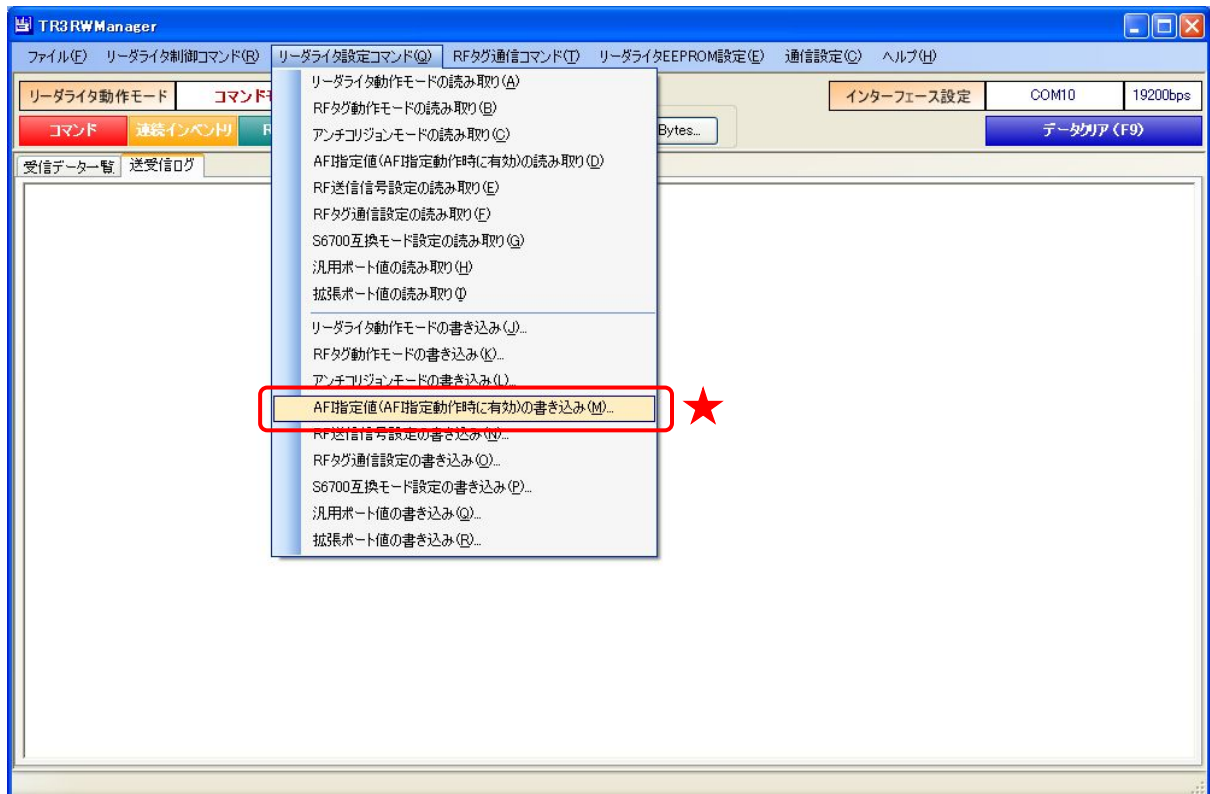 TR3RWManager
ファイル(F) リーダライタ制御コマンド(R) リーダライタ設定コマンド(Q) RFタグ通信コマンド(T) リーダライタEEPROM設定(E) 通信設定(C) ヘルプ(H)
リーダライタ動作モード コマンド
インターフェース設定 COM10 19200bps
コマンド 連続インベントリ R
Bytes...
データクリア (F9)
受信データ一覧 送受信ログ
リーダライタ動作モードの読み取り(A)
RFタグ動作モードの読み取り(B)
アンチコリジョンモードの読み取り(C)
AFI指定値(AFI指定動作時に有効)の読み取り(D)
RF送信信号設定の読み取り(E)
RFタグ通信設定の読み取り(F)
S6700互換モード設定の読み取り(G)
汎用ポート値の読み取り(H)
拡張ポート値の読み取り(I)
リーダライタ動作モードの書き込み(J)...
RFタグ動作モードの書き込み(K)...
アンチコリジョンモードの書き込み(L)...
AFI指定値(AFI指定動作時に有効)の書き込み(M)...
★
RF送信信号設定の書き込み(N)...
RFタグ通信設定の書き込み(O)...
S6700互換モード設定の書き込み(P)...
汎用ポート値の書き込み(Q)...
拡張ポート値の書き込み(R)...